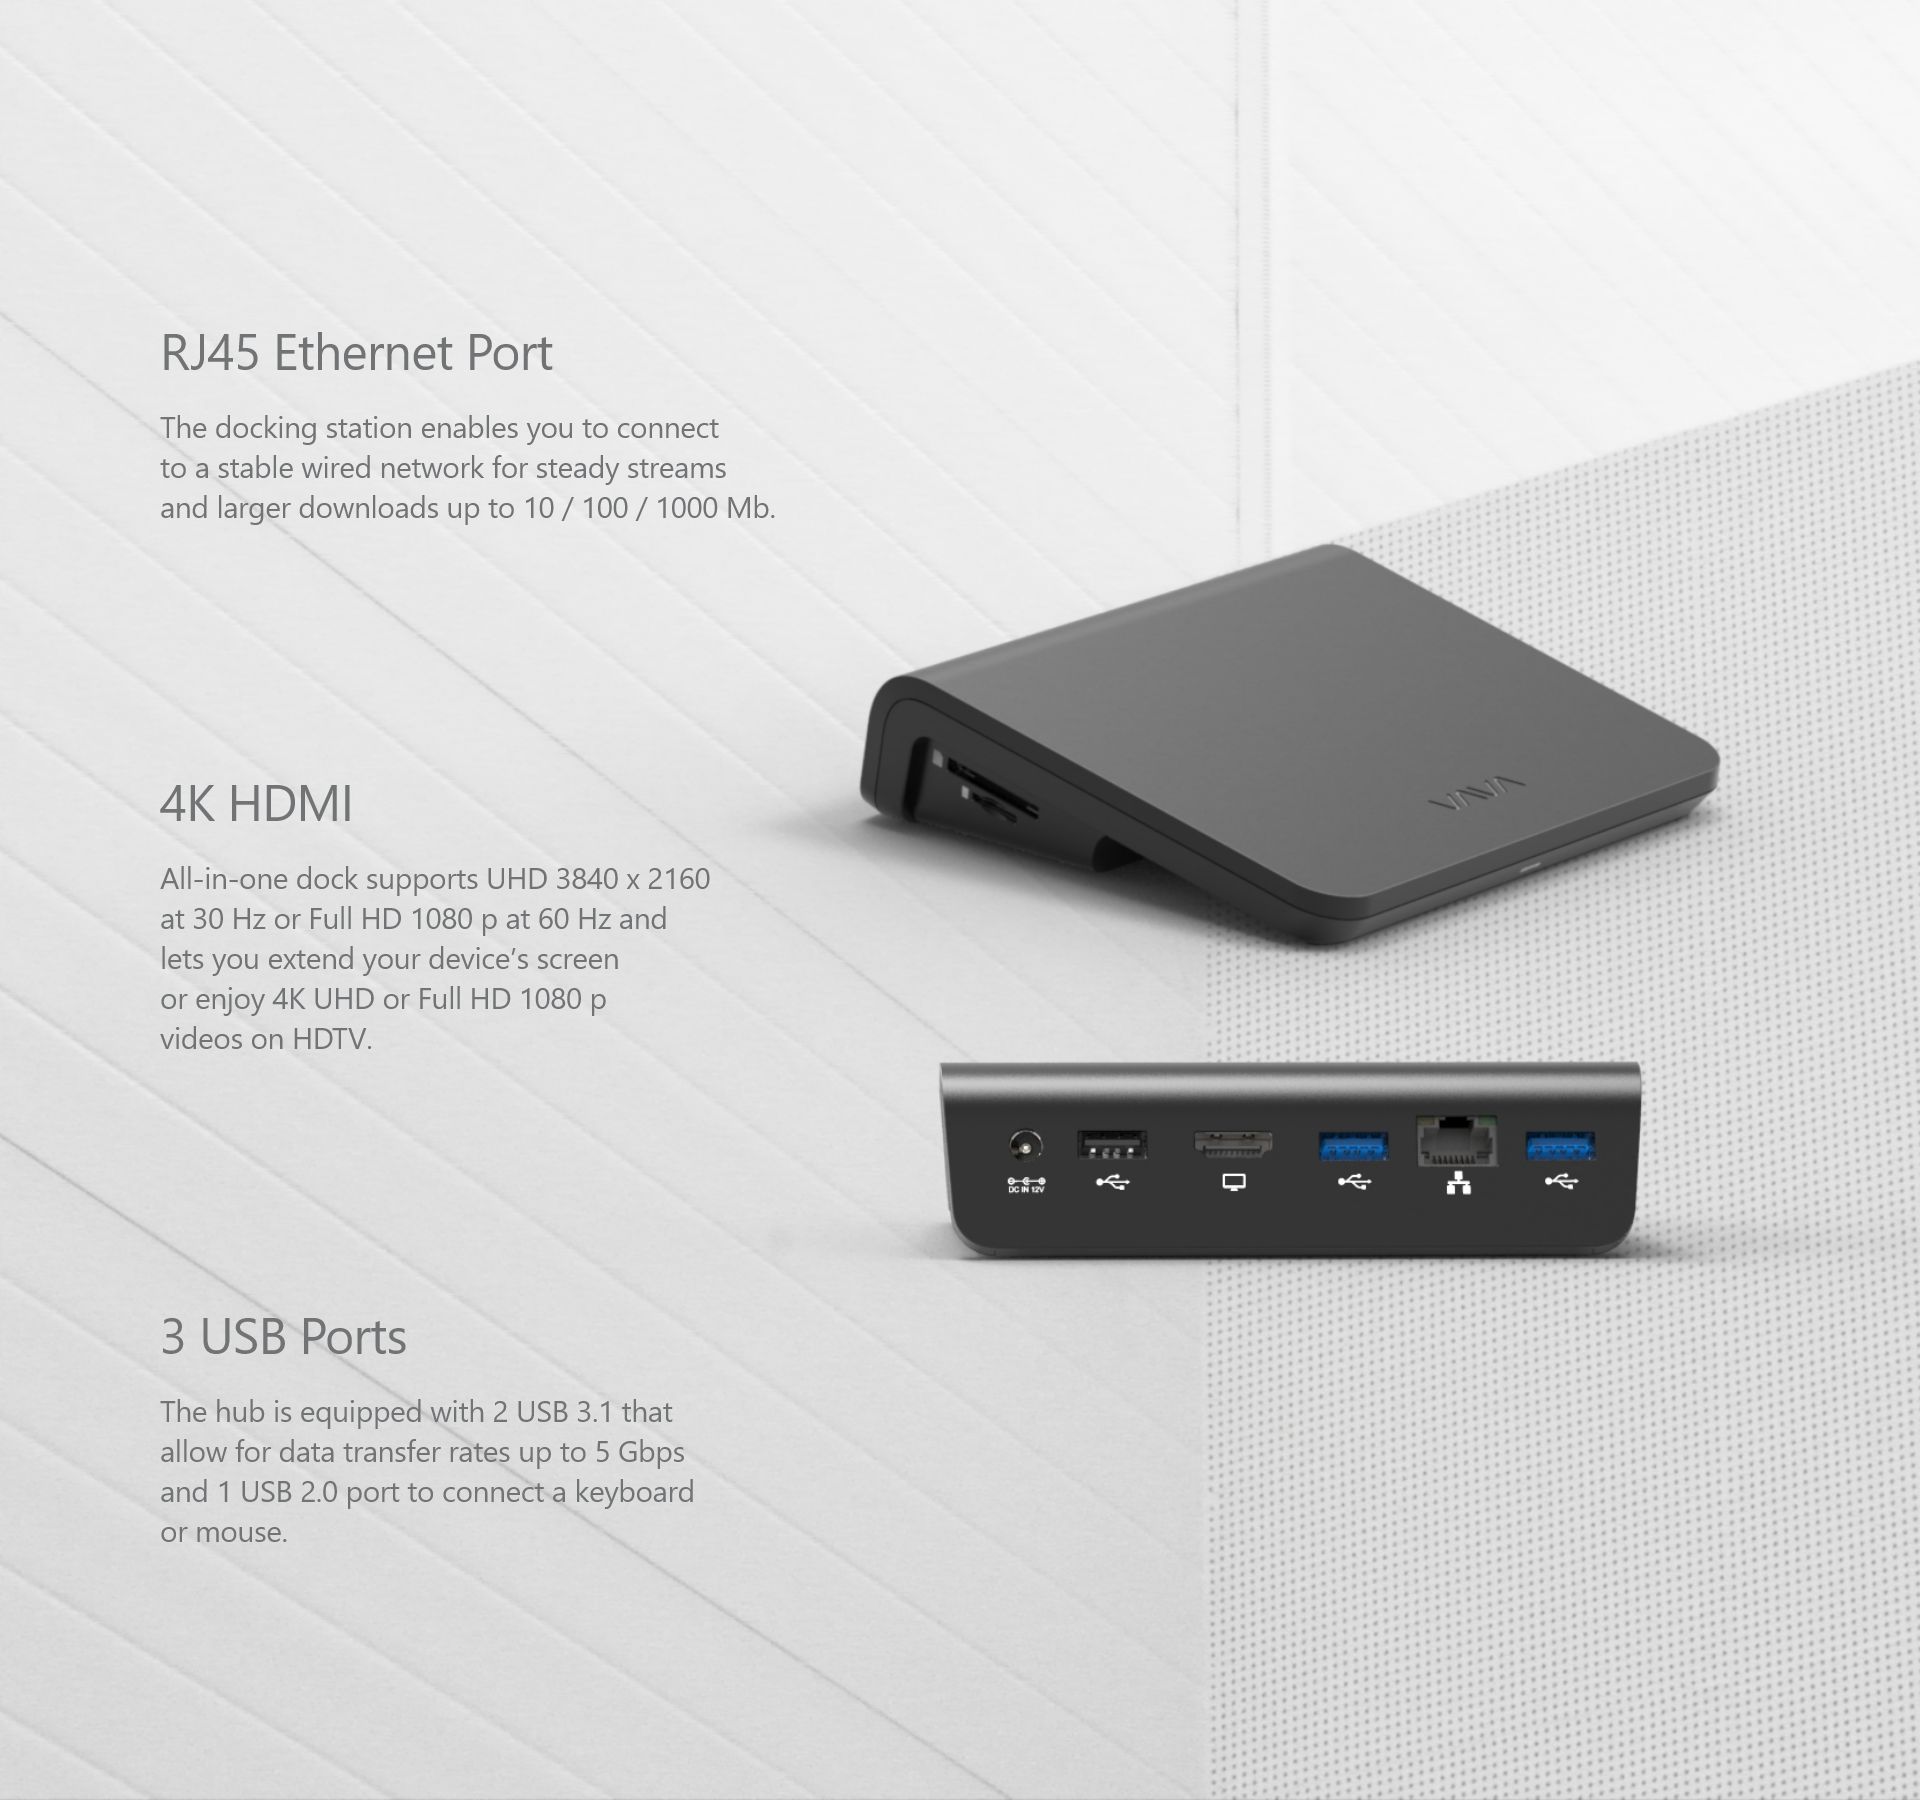 RJ45 Ethernet Port
The docking station enables you to connect
to a stable wired network for steady streams
and larger downloads up to 10 / 100 / 1000 Mb.
4K HDMI
All-in-one dock supports UHD 3840 x 2160
at 30 Hz or Full HD 1080 p at 60 Hz and
lets you extend your device’s screen
or enjoy 4K UHD or Full HD 1080 p
videos on HDTV.
VAVA
DC IN 12V
3 USB Ports
The hub is equipped with 2 USB 3.1 that
allow for data transfer rates up to 5 Gbps
and 1 USB 2.0 port to connect a keyboard
or mouse.